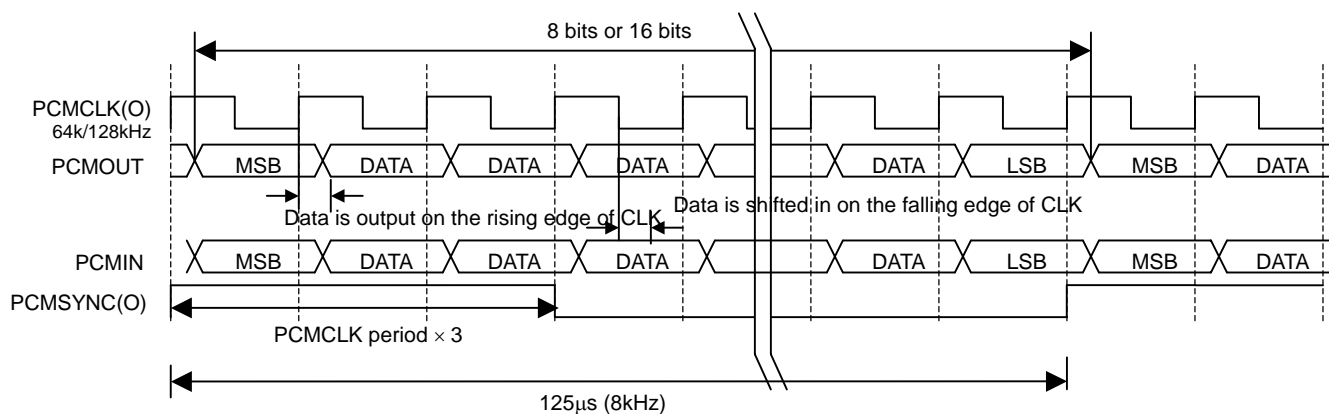 8 bits or 16 bits
PCMCLK(O)
64k/128kHz
PCMOUT
MSB DATA DATA DATA DATA LSB MSB DATA
Data is output on the rising edge of CLK
Data is shifted in on the falling edge of CLK
PCMIN
MSB DATA DATA DATA DATA LSB MSB DATA
PCMSYNC(O)
PCMCLK period × 3
125μs (8kHz)